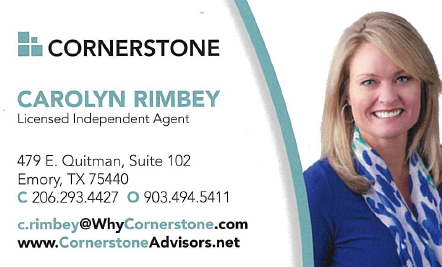 CORNERSTONE
CAROLYN RIMBEY
Licensed Independent Agent
479 E. Quitman, Suite 102
Emory, TX 75440
C 206.293.4427 O 903.494.5411
c.rimbey@WhyCornerstone.com
www.CornerstoneAdvisors.net